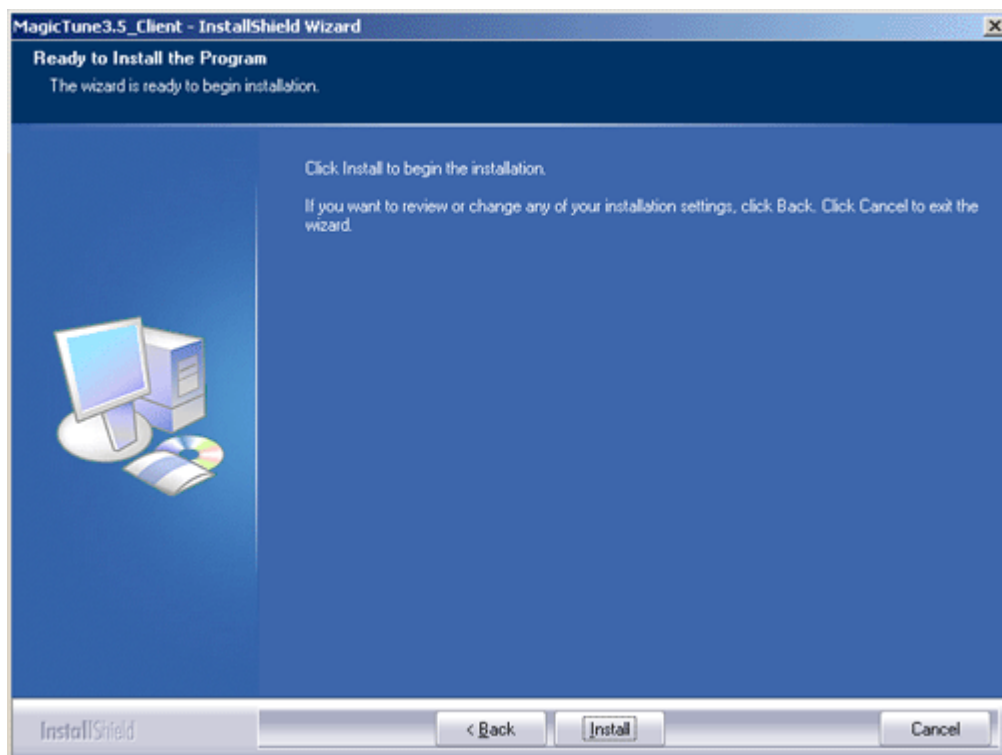 MagicTune3.5_Client - InstallShield Wizard
Ready to Install the Program
The wizard is ready to begin installation.
Click Install to begin the installation.
If you want to review or change any of your installation settings, click Back. Click Cancel to exit the
wizard.
InstallShield
< Back
Install
Cancel